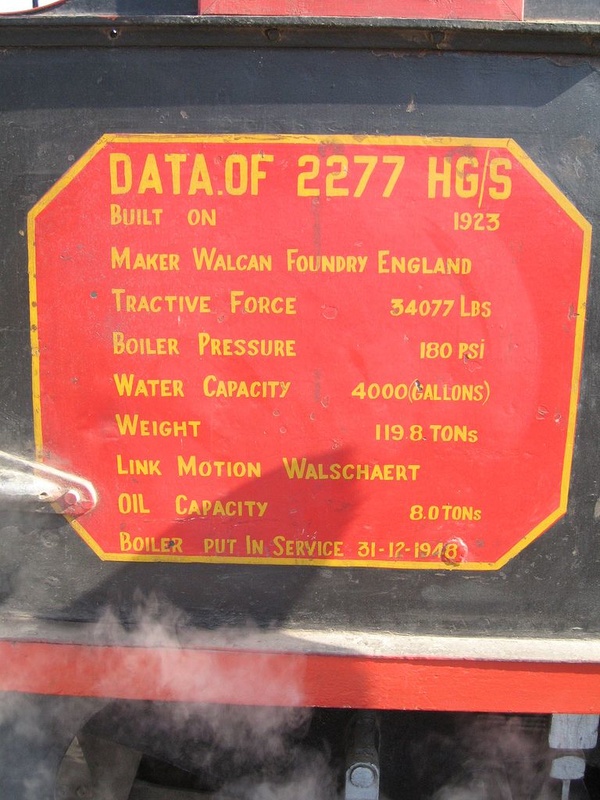 DATA.OF 2277 HG/S
BUILT ON 1923
MAKER WALCAN FOUNDRY ENGLAND
TRACTIVE FORCE 34077 LBS
BOILER PRESSURE 180 PSi
WATER CAPACITY 4000(GALLONS)
WEIGHT 119.8.TONS
LINK MOTION WALSCHAERT
OIL CAPACITY 8.0TONS
BOILER PUT IN SERVICE 31-12-1948